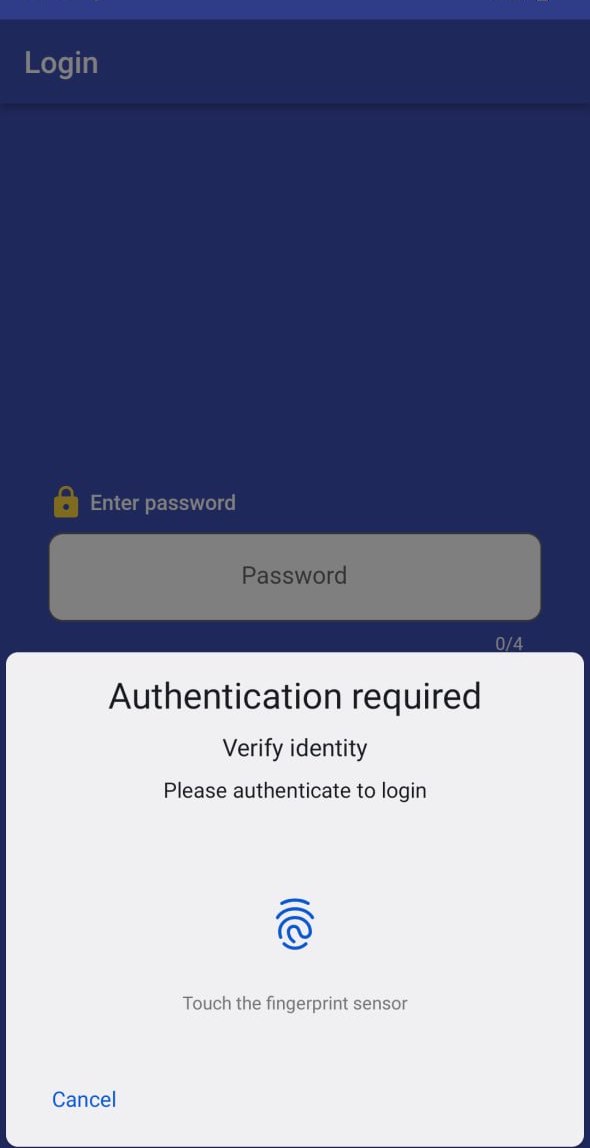 Login
Enter password
Password
0/4
Authentication required
Verify identity
Please authenticate to login
Touch the fingerprint sensor
Cancel